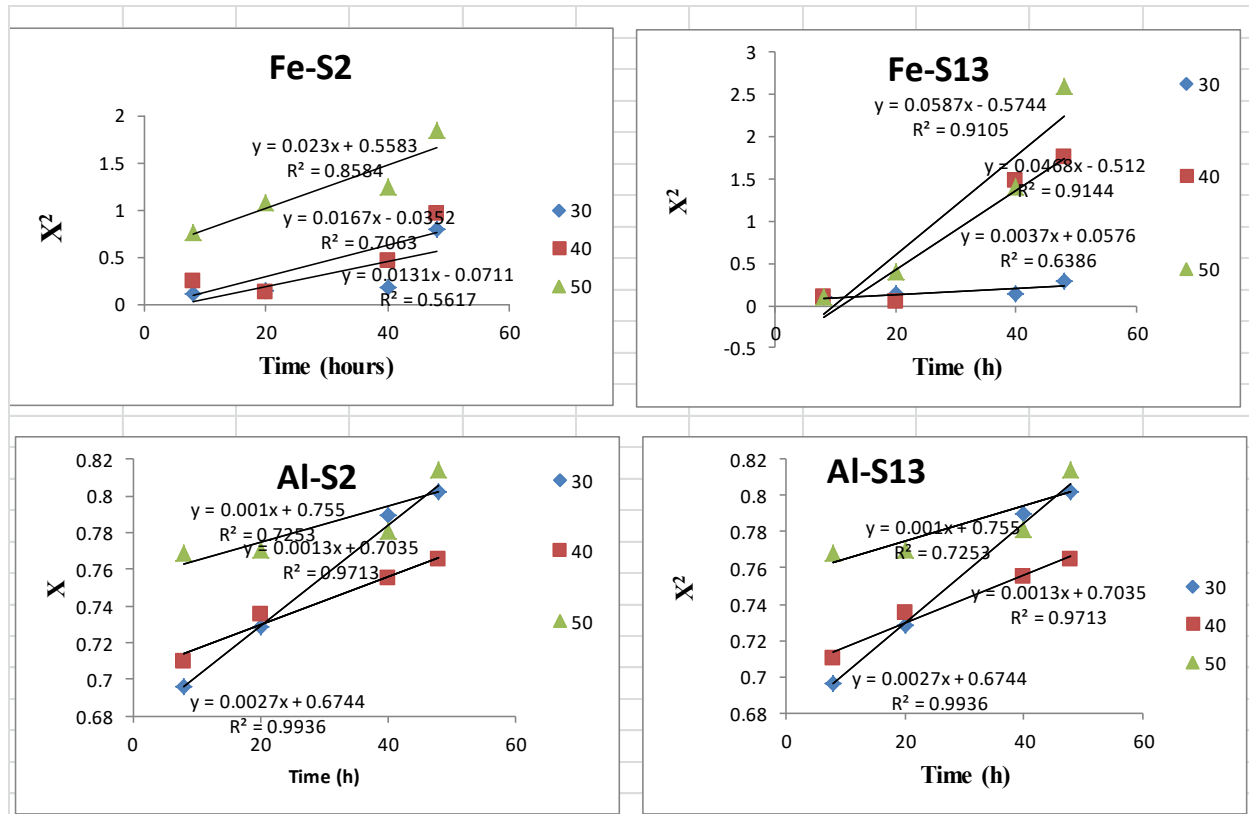 Fe-S2
X²
2
1.5
1
0.5
0
y = 0.023x + 0.5583
R² = 0.8584
y = 0.0167x - 0.0352
R² = 0.7063
y = 0.0131x - 0.0711
R² = 0.5617
0 20 40 60
Time (hours)
30
40
50
Fe-S13
X²
3
2.5
2
1.5
1
0.5
0
-0.5
y = 0.0587x - 0.5744
R² = 0.9105
y = 0.0468x - 0.512
R² = 0.9144
y = 0.0037x + 0.0576
R² = 0.6386
0 20 40 60
Time (h)
30
40
50
Al-S2
X
0.82
0.8
0.78
0.76
0.74
0.72
0.7
0.68
y = 0.001x + 0.755
R² = 0.7253
y = 0.0013x + 0.7035
R² = 0.9713
y = 0.0027x + 0.6744
R² = 0.9936
0 20 40 60
Time (h)
30
40
50
Al-S13
X²
0.82
0.8
0.78
0.76
0.74
0.72
0.7
0.68
y = 0.001x + 0.755
R² = 0.7253
y = 0.0013x + 0.7035
R² = 0.9713
y = 0.0027x + 0.6744
R² = 0.9936
0 20 40 60
Time (h)
30
40
50